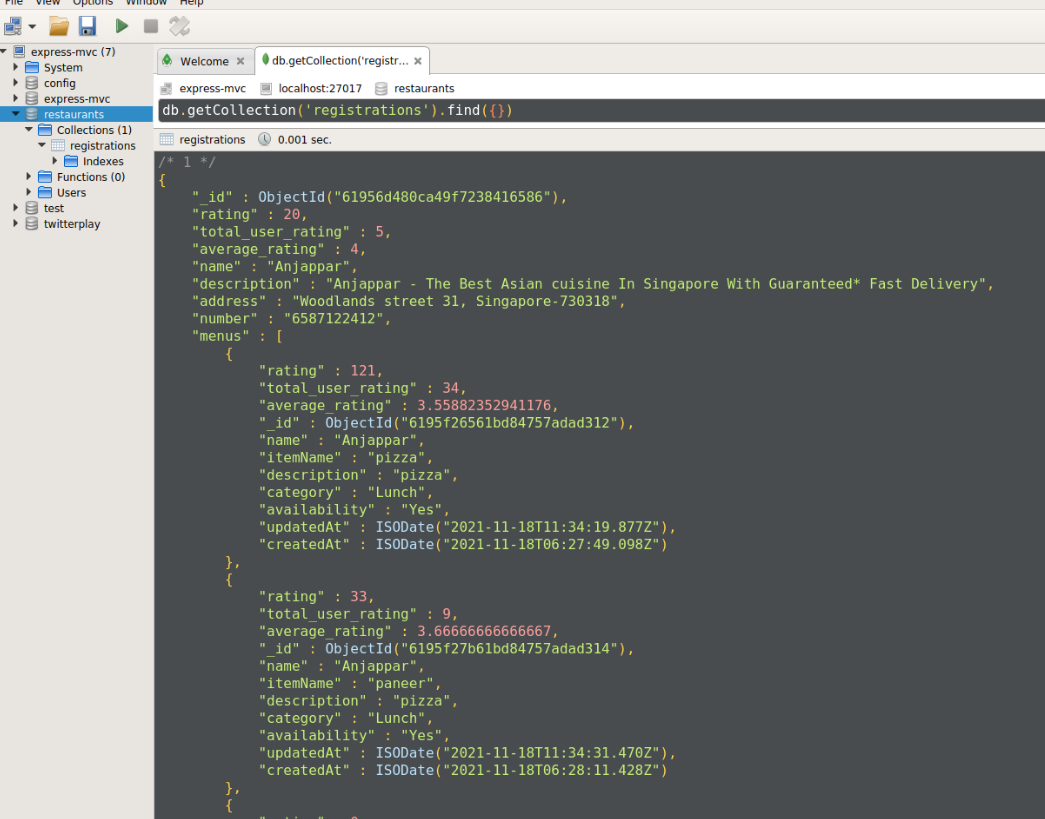 File View Options Window Help
express-mvc (7)
System
config
express-mvc
restaurants
Collections (1)
registrations
Indexes
Functions (0)
Users
test
twitterplay
Welcome
db.getCollection('registr...
express-mvc localhost:27017 restaurants
db.getCollection('registrations').find({})
registrations 0.001 sec.
/* 1 */
{
"_id" : ObjectId("61956d480ca49f7238416586"),
"rating" : 20,
"total_user_rating" : 5,
"average_rating" : 4,
"name" : "Anjappar",
"description" : "Anjappar - The Best Asian cuisine In Singapore With Guaranteed* Fast Delivery",
"address" : "Woodlands street 31, Singapore-730318",
"number" : "6587122412",
"menus" : [
{
"rating" : 121,
"total_user_rating" : 34,
"average_rating" : 3.55882352941176,
"_id" : ObjectId("6195f26561bd84757adad312"),
"name" : "Anjappar",
"itemName" : "pizza",
"description" : "pizza",
"category" : "Lunch",
"availability" : "Yes",
"updatedAt" : ISODate("2021-11-18T11:34:19.877Z"),
"createdAt" : ISODate("2021-11-18T06:27:49.098Z")
},
{
"rating" : 33,
"total_user_rating" : 9,
"average_rating" : 3.66666666666667,
"_id" : ObjectId("6195f27b61bd84757adad314"),
"name" : "Anjappar",
"itemName" : "paneer",
"description" : "pizza",
"category" : "Lunch",
"availability" : "Yes",
"updatedAt" : ISODate("2021-11-18T11:34:31.470Z"),
"createdAt" : ISODate("2021-11-18T06:28:11.428Z")
},
{